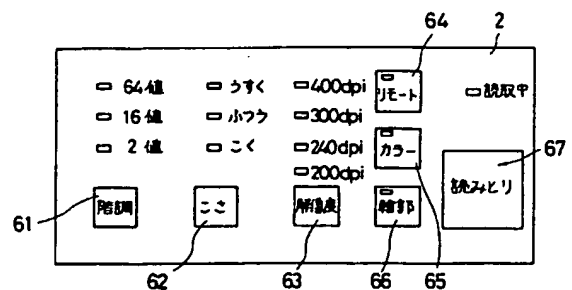 64
2
64値 うすく 400dpi リモート 読取中
16値 ふつう 300dpi
2値 こく 240dpi カラー 67
200dpi 読みとり
61 階調 こさ 解像度 輪郭
62 63 66 65